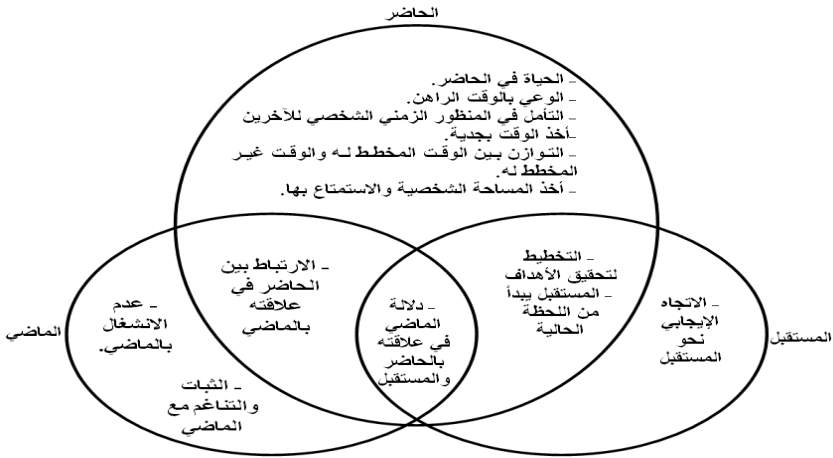 الحاضر
- الحياة في الحاضر.
- الوعي بالوقت الراهن.
- التأمل في المنظور الزمني الشخصي للآخرين
-أخذ الوقت بجدية.
- التوازن بين الوقت المخطط له والوقت غير
المخطط له.
- أخذ المساحة الشخصية والاستمتاع بها.
- الارتباط بين
الحاضر في
علاقته
بالماضي
- التخطيط
لتحقيق الأهداف
- المستقبل يبدأ
من اللحظة
الحالية
- دلالة
الماضي
في علاقته
بالحاضر
والمستقبل
الماضي
- عدم
الانشغال
بالماضي.
- الثبات
والتناغم مع
الماضي
- الاتجاه
الإيجابي
نحو
المستقبل
المستقبل